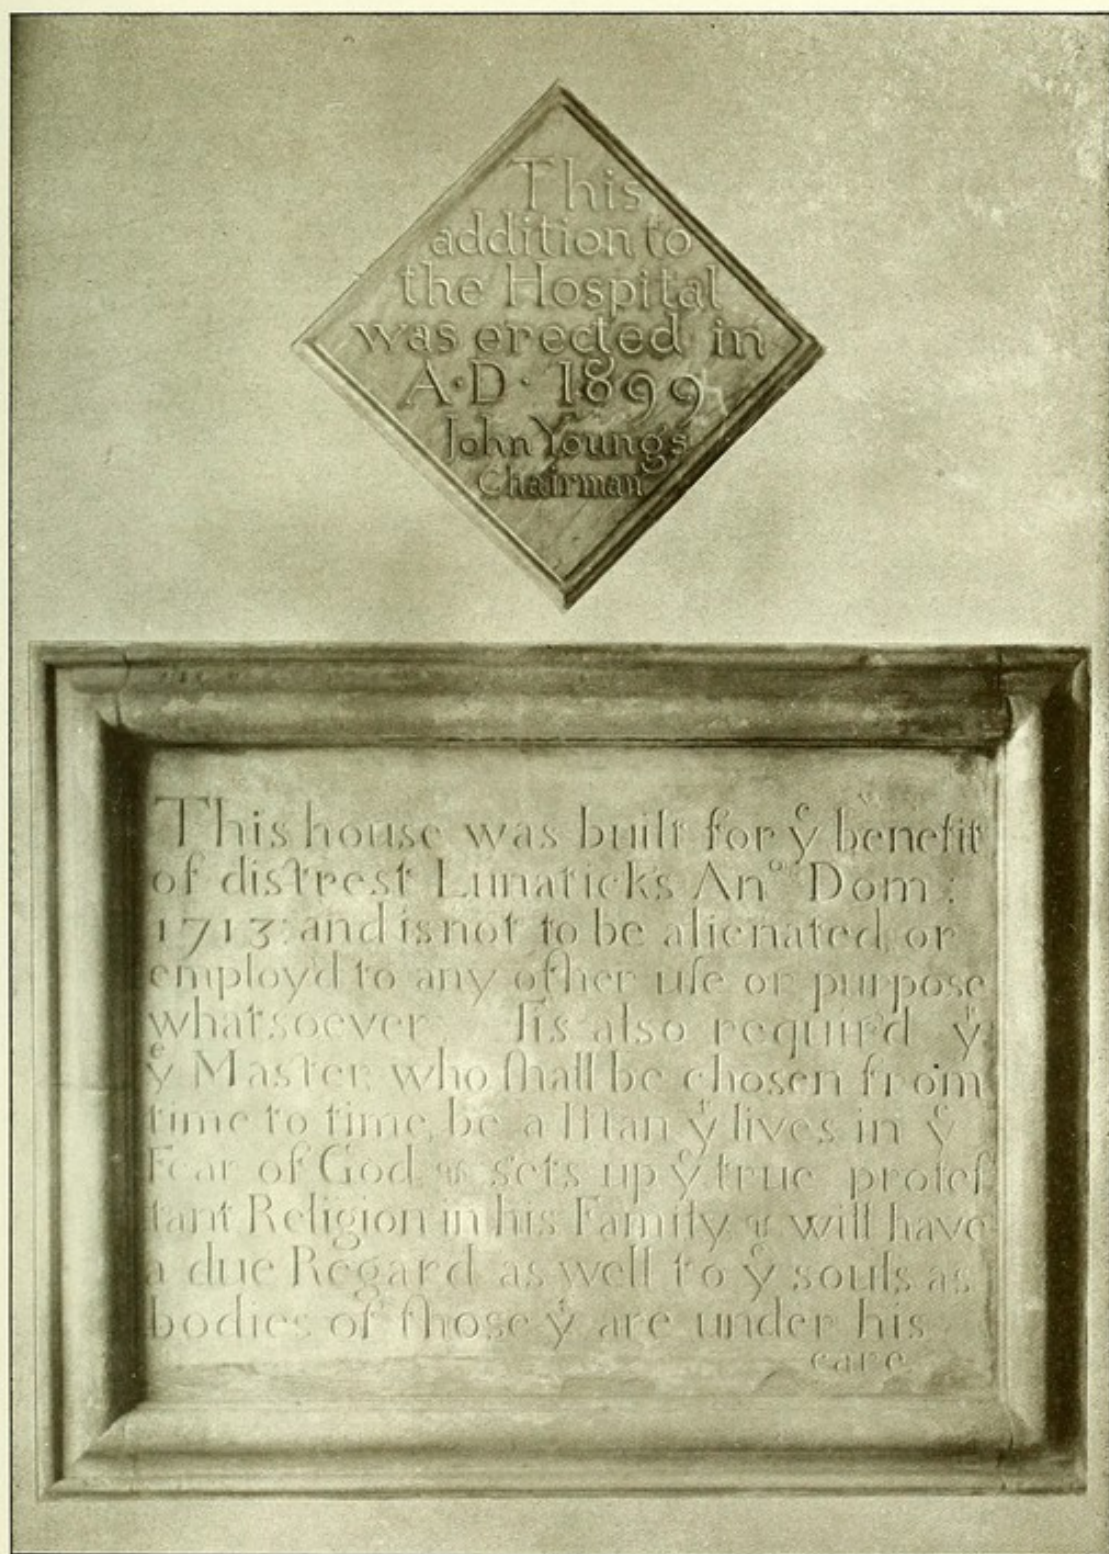 This
addition to
the Hospital
was erected in
A·D· 1899
John Youngs
Chairman
This house was built for yᵉ benefit
of distrest Lunaticks Anᵒ Dom:
1713: and is not to be alienated or
employ'd to any other uſe or purpose
whatsoever Tis also requir'd yᵗ
yᵉ Master who ſhall be chosen from
time to time, be a Man yᵗ lives in yᵉ
Fear of God & sets up yᵉ true proteſ
tant Religion in his Family & will have
a due Regard as well to yᵉ souls as
bodies of those yᵗ are under his
care